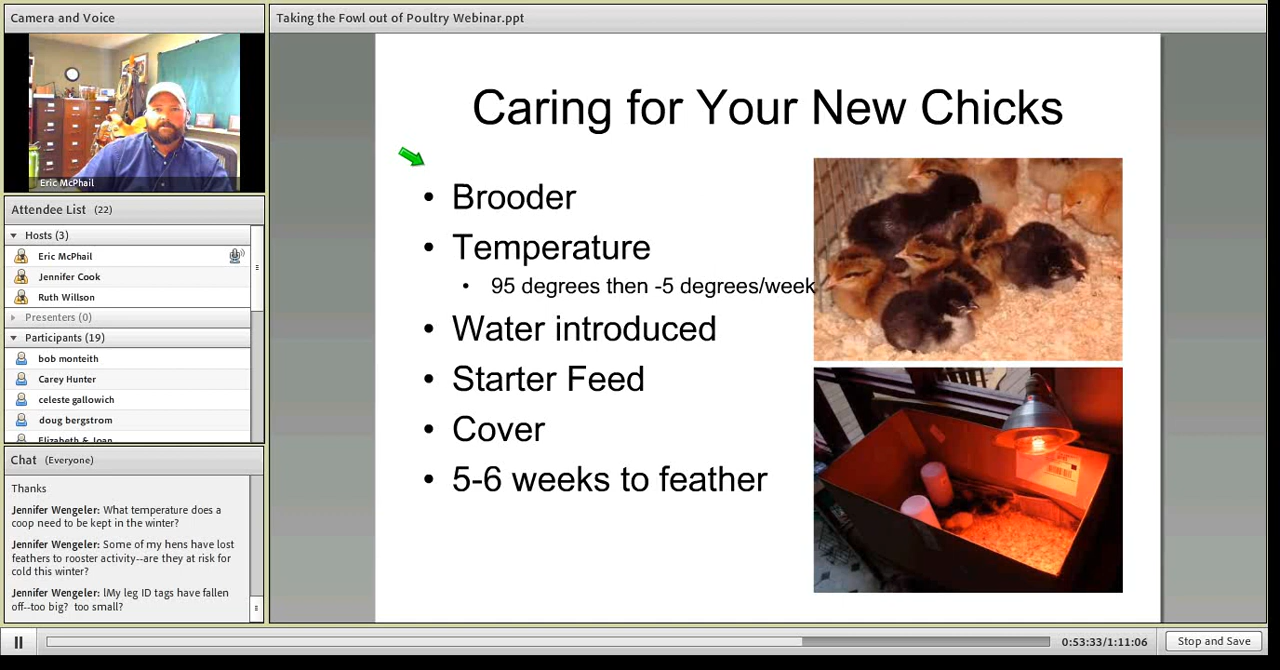 Camera and Voice
Eric McPhail
Attendee List (22)
Hosts (3)
Eric McPhail
Jennifer Cook
Ruth Willson
Presenters (0)
Participants (19)
bob monteith
Carey Hunter
celeste gallowich
doug bergstrom
Elizabeth & Joan
Chat (Everyone)
Thanks
Jennifer Wengeler: What temperature does a
coop need to be kept in the winter?
Jennifer Wengeler: Some of my hens have lost
feathers to rooster activity--are they at risk for
cold this winter?
Jennifer Wengeler: lMy leg ID tags have fallen
off--too big? too small?
Taking the Fowl out of Poultry Webinar.ppt
Caring for Your New Chicks
• Brooder
• Temperature
• 95 degrees then -5 degrees/week
• Water introduced
• Starter Feed
• Cover
• 5-6 weeks to feather
0:53:33/1:11:06
Stop and Save